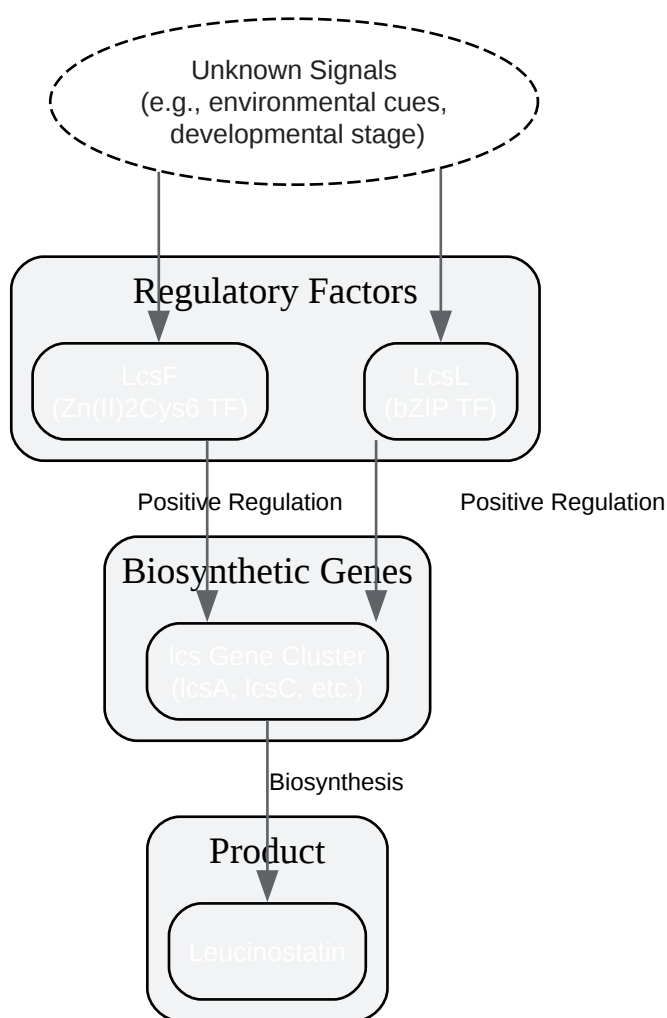 Unknown Signals
(e.g., environmental cues,
developmental stage)
Regulatory Factors
LcsF
(Zn(II)2Cys6 TF)
LcsL
(bZIP TF)
Positive Regulation
Positive Regulation
Biosynthetic Genes
lcs Gene Cluster
(lcsA, lcsC, etc.)
Biosynthesis
Product
Leucinostatin